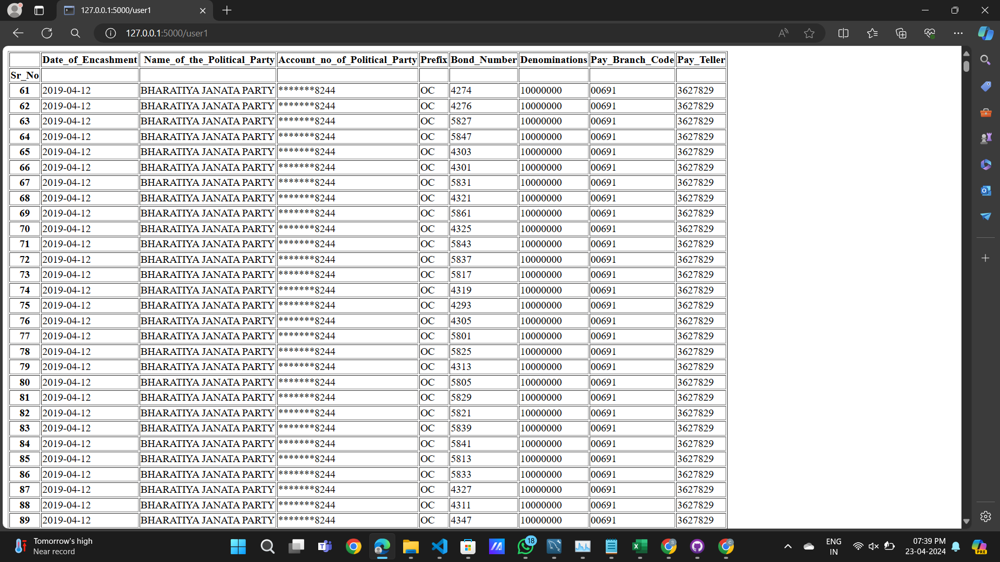 127.0.0.1:5000/user1
127.0.0.1:5000/user1
Date_of_Encashment Name_of_the_Political_Party Account_no_of_Political_Party Prefix Bond_Number Denominations Pay_Branch_Code Pay_Teller
Sr_No
61 2019-04-12 BHARATIYA JANATA PARTY *******8244 OC 4274 10000000 00691 3627829
62 2019-04-12 BHARATIYA JANATA PARTY *******8244 OC 4276 10000000 00691 3627829
63 2019-04-12 BHARATIYA JANATA PARTY *******8244 OC 5827 10000000 00691 3627829
64 2019-04-12 BHARATIYA JANATA PARTY *******8244 OC 5847 10000000 00691 3627829
65 2019-04-12 BHARATIYA JANATA PARTY *******8244 OC 4303 10000000 00691 3627829
66 2019-04-12 BHARATIYA JANATA PARTY *******8244 OC 4301 10000000 00691 3627829
67 2019-04-12 BHARATIYA JANATA PARTY *******8244 OC 5831 10000000 00691 3627829
68 2019-04-12 BHARATIYA JANATA PARTY *******8244 OC 4321 10000000 00691 3627829
69 2019-04-12 BHARATIYA JANATA PARTY *******8244 OC 5861 10000000 00691 3627829
70 2019-04-12 BHARATIYA JANATA PARTY *******8244 OC 4325 10000000 00691 3627829
71 2019-04-12 BHARATIYA JANATA PARTY *******8244 OC 5843 10000000 00691 3627829
72 2019-04-12 BHARATIYA JANATA PARTY *******8244 OC 5837 10000000 00691 3627829
73 2019-04-12 BHARATIYA JANATA PARTY *******8244 OC 5817 10000000 00691 3627829
74 2019-04-12 BHARATIYA JANATA PARTY *******8244 OC 4319 10000000 00691 3627829
75 2019-04-12 BHARATIYA JANATA PARTY *******8244 OC 4293 10000000 00691 3627829
76 2019-04-12 BHARATIYA JANATA PARTY *******8244 OC 4305 10000000 00691 3627829
77 2019-04-12 BHARATIYA JANATA PARTY *******8244 OC 5801 10000000 00691 3627829
78 2019-04-12 BHARATIYA JANATA PARTY *******8244 OC 5825 10000000 00691 3627829
79 2019-04-12 BHARATIYA JANATA PARTY *******8244 OC 4313 10000000 00691 3627829
80 2019-04-12 BHARATIYA JANATA PARTY *******8244 OC 5805 10000000 00691 3627829
81 2019-04-12 BHARATIYA JANATA PARTY *******8244 OC 5829 10000000 00691 3627829
82 2019-04-12 BHARATIYA JANATA PARTY *******8244 OC 5821 10000000 00691 3627829
83 2019-04-12 BHARATIYA JANATA PARTY *******8244 OC 5839 10000000 00691 3627829
84 2019-04-12 BHARATIYA JANATA PARTY *******8244 OC 5841 10000000 00691 3627829
85 2019-04-12 BHARATIYA JANATA PARTY *******8244 OC 5813 10000000 00691 3627829
86 2019-04-12 BHARATIYA JANATA PARTY *******8244 OC 5833 10000000 00691 3627829
87 2019-04-12 BHARATIYA JANATA PARTY *******8244 OC 4327 10000000 00691 3627829
88 2019-04-12 BHARATIYA JANATA PARTY *******8244 OC 4311 10000000 00691 3627829
89 2019-04-12 BHARATIYA JANATA PARTY *******8244 OC 4347 10000000 00691 3627829
Tomorrow's high
Near record
18
ENG
IN
07:39 PM
23-04-2024
PRE